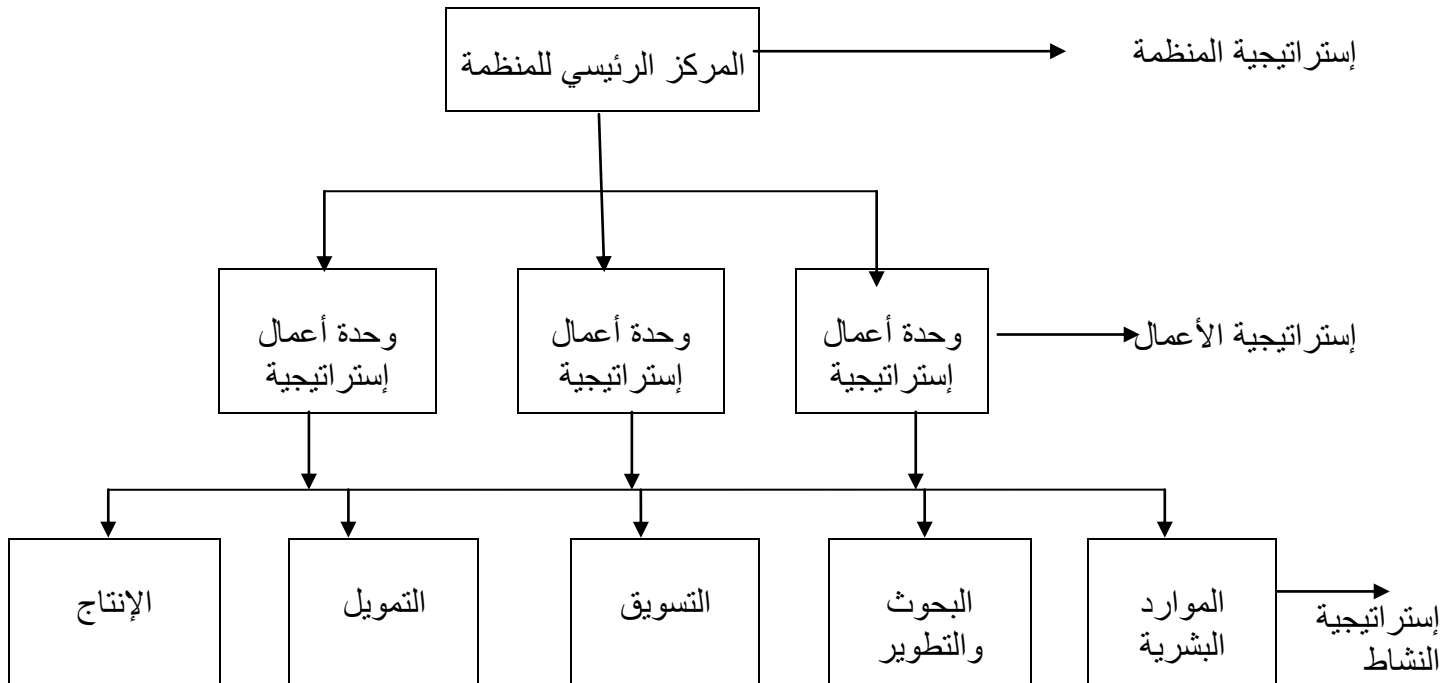 المركز الرئيسي للمنظمة
إستراتيجية المنظمة
وحدة أعمال
إستراتيجية
وحدة أعمال
إستراتيجية
وحدة أعمال
إستراتيجية
إستراتيجية الأعمال
الموارد
البشرية
البحوث
والتطوير
التسويق
التمويل
الإنتاج
إستراتيجية
النشاط